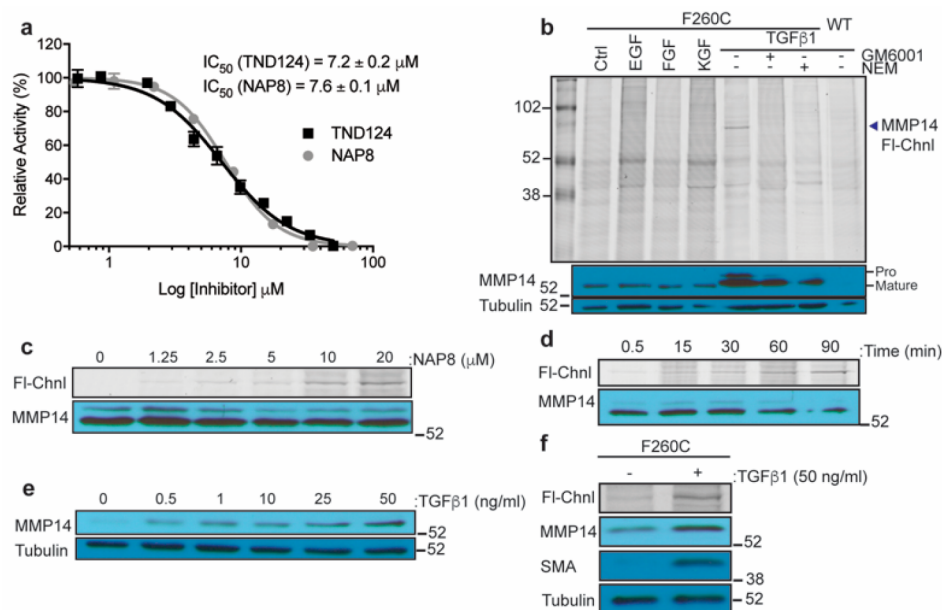 a
IC50 (TND124) = 7.2 ± 0.2 μM
IC50 (NAP8) = 7.6 ± 0.1 μM
TND124
NAP8
Relative Activity (%)
120
100
80
60
40
20
0
1
10
100
Log [Inhibitor] μM
b
F260C
WT
TGFβ1
Ctrl
EGF
FGF
KGF
- + - - GM6001
- - + - NEM
102
52
38
MMP14
Fl-Chnl
MMP14
52
Pro
Mature
Tubulin
52
c
0 1.25 2.5 5 10 20 :NAP8 (μM)
Fl-Chnl
MMP14
52
d
0.5 15 30 60 90 :Time (min)
Fl-Chnl
MMP14
52
e
0 0.5 1 10 25 50 :TGFβ1 (ng/ml)
MMP14
52
Tubulin
52
f
F260C
- + :TGFβ1 (50 ng/ml)
Fl-Chnl
MMP14
52
SMA
38
Tubulin
52